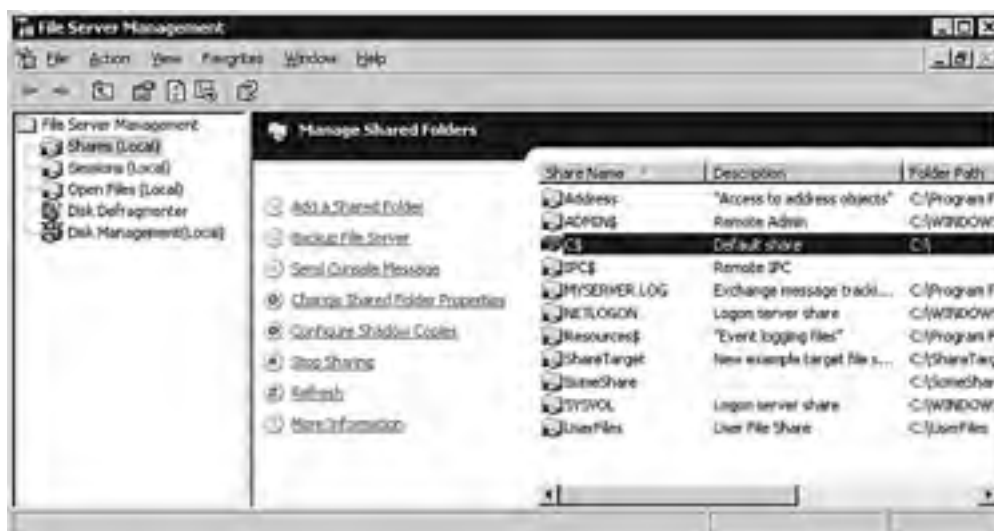 File Server Management
File Action View Favorites Window Help
File Server Management
Shares (Local)
Sessions (Local)
Open Files (Local)
Disk Defragmenter
Disk Management(Local)
Manage Shared Folders
Add a Shared Folder
Backup File Server
Send Console Message
Change Shared Folder Properties
Configure Shadow Copies
Stop Sharing
Refresh
More Information
Share Name Description Folder Path
Address "Access to address objects" C:\Program F
ADMIN$ Remote Admin C:\WINDOW
C$ Default share C:\
IPC$ Remote IPC
MYSERVER.LOG Exchange message tracki... C:\Program F
NETLOGON Logon server share C:\WINDOW
Resources$ "Event logging files" C:\Program F
ShareTarget New example target file s... C:\ShareTarg
SomeShare C:\SomeShar
SYSVOL Logon server share C:\WINDOW
UserFiles User File Share C:\UserFiles